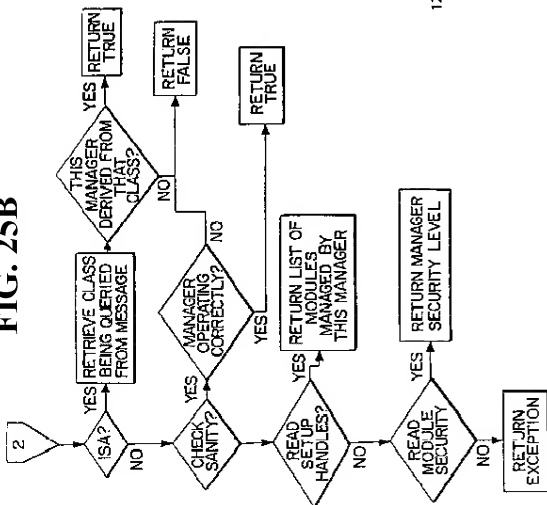 FIG. 25B
2
ISA?
YES
NO
RETRIEVE CLASS
BEING QUERIED
FROM MESSAGE
THIS
MANAGER
DERIVED FROM
THAT
CLASS?
YES
RETURN
TRUE
NO
RETURN
FALSE
CHECK
SANITY?
YES
MANAGER
OPERATING
CORRECTLY?
NO
YES
RETURN
TRUE
READ
SETUP
HANDLES?
YES
NO
RETURN LIST OF
MODULES
MANAGED BY
THIS MANAGER
READ
MODULE
SECURITY
YES
NO
RETURN MANAGER
SECURITY LEVEL
RETURN
EXCEPTION